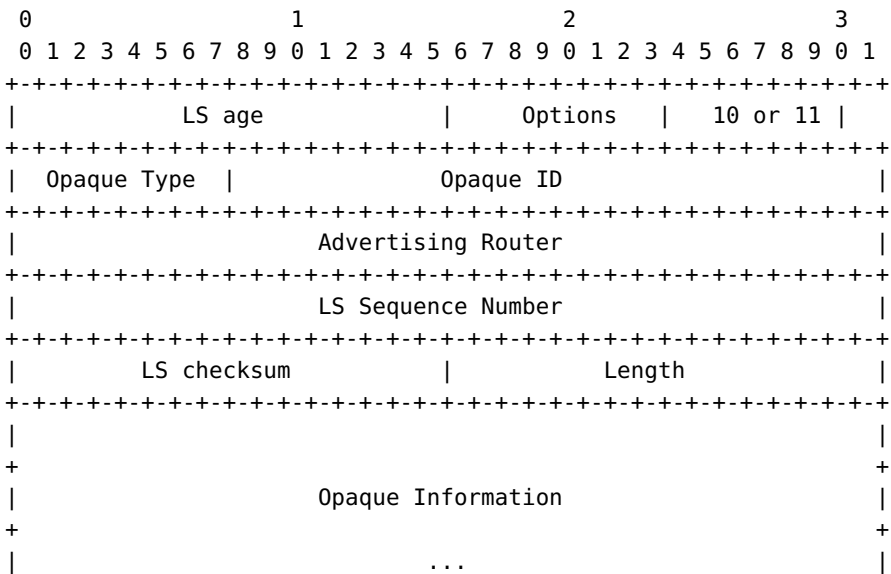 0                   1                   2                   3
 0 1 2 3 4 5 6 7 8 9 0 1 2 3 4 5 6 7 8 9 0 1 2 3 4 5 6 7 8 9 0 1
+-+-+-+-+-+-+-+-+-+-+-+-+-+-+-+-+-+-+-+-+-+-+-+-+-+-+-+-+-+-+-+-+
|            LS age             |     Options   |   10 or 11 |
+-+-+-+-+-+-+-+-+-+-+-+-+-+-+-+-+-+-+-+-+-+-+-+-+-+-+-+-+-+-+-+-+
|  Opaque Type  |               Opaque ID                       |
+-+-+-+-+-+-+-+-+-+-+-+-+-+-+-+-+-+-+-+-+-+-+-+-+-+-+-+-+-+-+-+-+
|                      Advertising Router                       |
+-+-+-+-+-+-+-+-+-+-+-+-+-+-+-+-+-+-+-+-+-+-+-+-+-+-+-+-+-+-+-+-+
|                      LS Sequence Number                       |
+-+-+-+-+-+-+-+-+-+-+-+-+-+-+-+-+-+-+-+-+-+-+-+-+-+-+-+-+-+-+-+-+
|         LS checksum           |           Length              |
+-+-+-+-+-+-+-+-+-+-+-+-+-+-+-+-+-+-+-+-+-+-+-+-+-+-+-+-+-+-+-+-+
|                                                               |
+                                                               +
|                      Opaque Information                       |
+                                                               +
|                              ...                              |